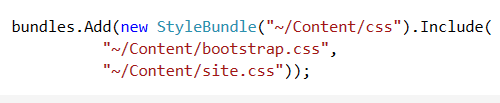 bundles.Add(new StyleBundle("~/Content/css").Include(
"~/Content/bootstrap.css",
"~/Content/site.css"));